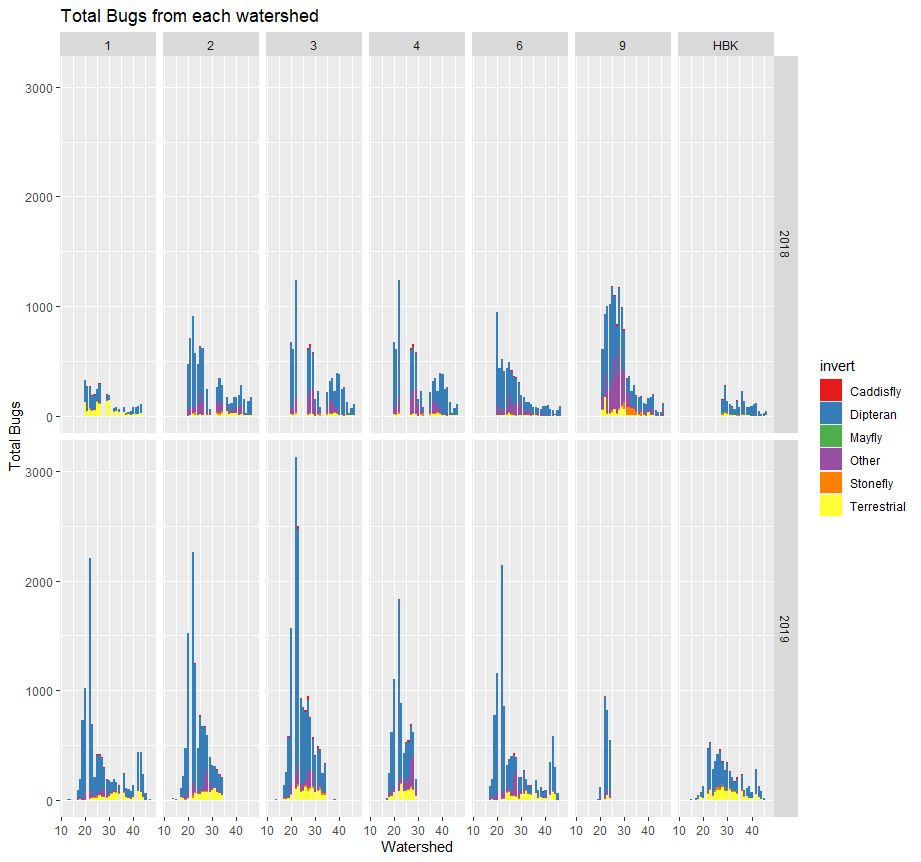 Total Bugs from each watershed
1 2 3 4 6 9 HBK
3000
2000
1000
0
2018
3000
2000
1000
0
2019
Total Bugs
10 20 30 40 10 20 30 40 10 20 30 40 10 20 30 40 10 20 30 40 10 20 30 40 10 20 30 40
Watershed
invert
Caddisfly
Dipteran
Mayfly
Other
Stonefly
Terrestrial